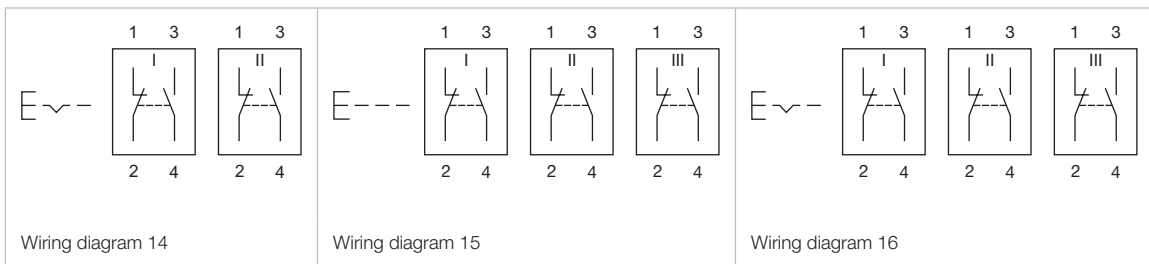 1 3 1 3
I II
2 4 2 4
Wiring diagram 14
1 3 1 3 1 3
I II III
2 4 2 4 2 4
Wiring diagram 15
1 3 1 3 1 3
I II III
2 4 2 4 2 4
Wiring diagram 16